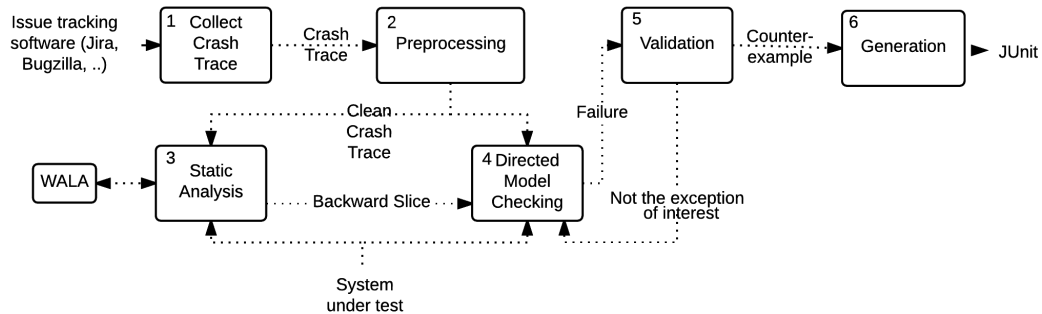 Issue tracking
software (Jira,
Bugzilla, ..)
1 Collect
Crash
Trace
Crash
Trace
2
Preprocessing
5
Validation
Counter-
example
6
Generation
JUnit
Clean
Crash
Trace
Failure
WALA
3
Static
Analysis
Backward Slice
4 Directed
Model
Checking
Not the exception
of interest
System
under test